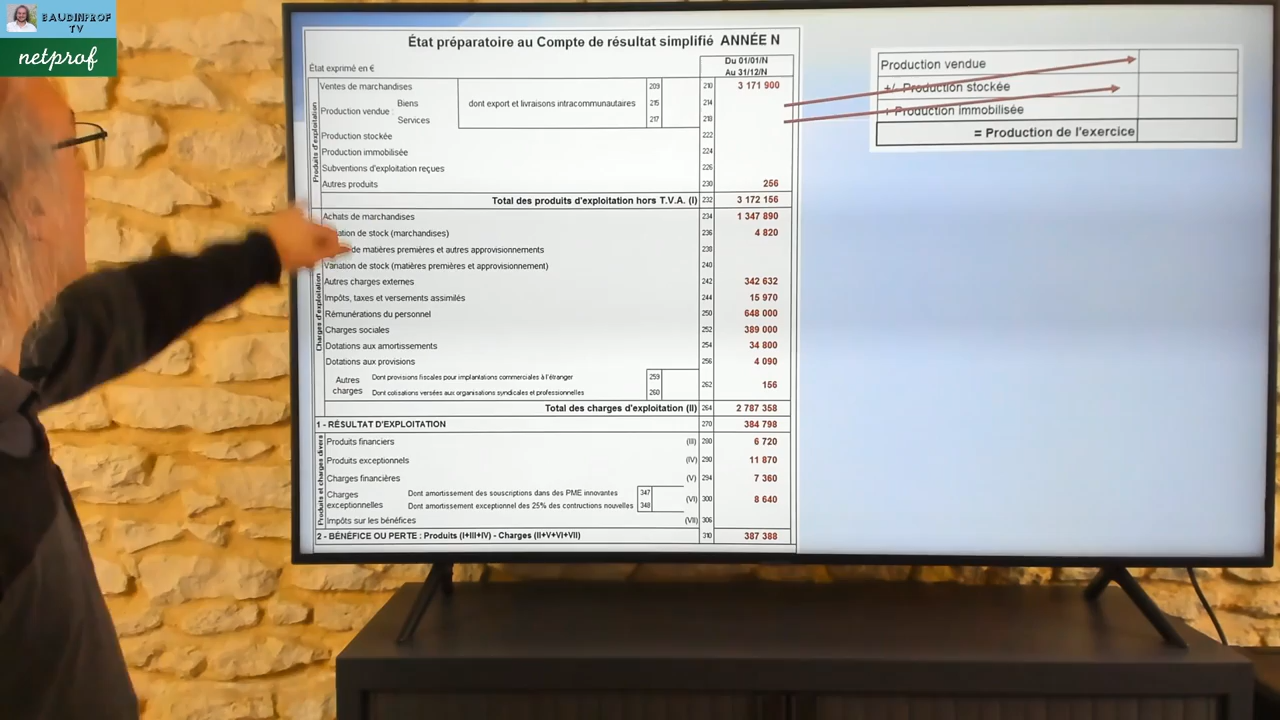 BAUDINPROF
TV
netprof
État préparatoire au Compte de résultat simplifié ANNÉE N
État exprimé en €
Du 01/01/N
Au 31/12/N
Produits d'exploitation
Ventes de marchandises 209 210 3 171 900
Production vendue : Biens dont export et livraisons intracommunautaires 215 214
Services 217 218
Production stockée 222
Production immobilisée 224
Subventions d'exploitation reçues 226
Autres produits 230 256
Total des produits d'exploitation hors T.V.A. (I) 232 3 172 156
Charges d'exploitation
Achats de marchandises 234 1 347 890
de stock (marchandises) 236 4 820
de matières premières et autres approvisionnements 238
Variation de stock (matières premières et approvisionnement) 240
Autres charges externes 242 342 632
Impôts, taxes et versements assimilés 244 15 970
Rémunérations du personnel 250 648 000
Charges sociales 252 389 000
Dotations aux amortissements 254 34 800
Dotations aux provisions 256 4 090
Autres charges Dont provisions fiscales pour implantations commerciales à l'étranger 259 262 156
Dont cotisations versées aux organisations syndicales et professionnelles 260
Total des charges d'exploitation (II) 264 2 787 358
1 - RÉSULTAT D'EXPLOITATION 270 384 798
Produits et charges divers
Produits financiers (III) 280 6 720
Produits exceptionnels (IV) 290 11 870
Charges financières (V) 294 7 360
Charges exceptionnelles Dont amortissement des souscriptions dans des PME innovantes 347 (VI) 300 8 640
Dont amortissement exceptionnel des 25% des contructions nouvelles 348
Impôts sur les bénéfices (VII) 306
2 - BÉNÉFICE OU PERTE : Produits (I+III+IV) - Charges (II+V+VI+VII) 310 387 388
Production vendue
+/- Production stockée
+ Production immobilisée
= Production de l'exercice